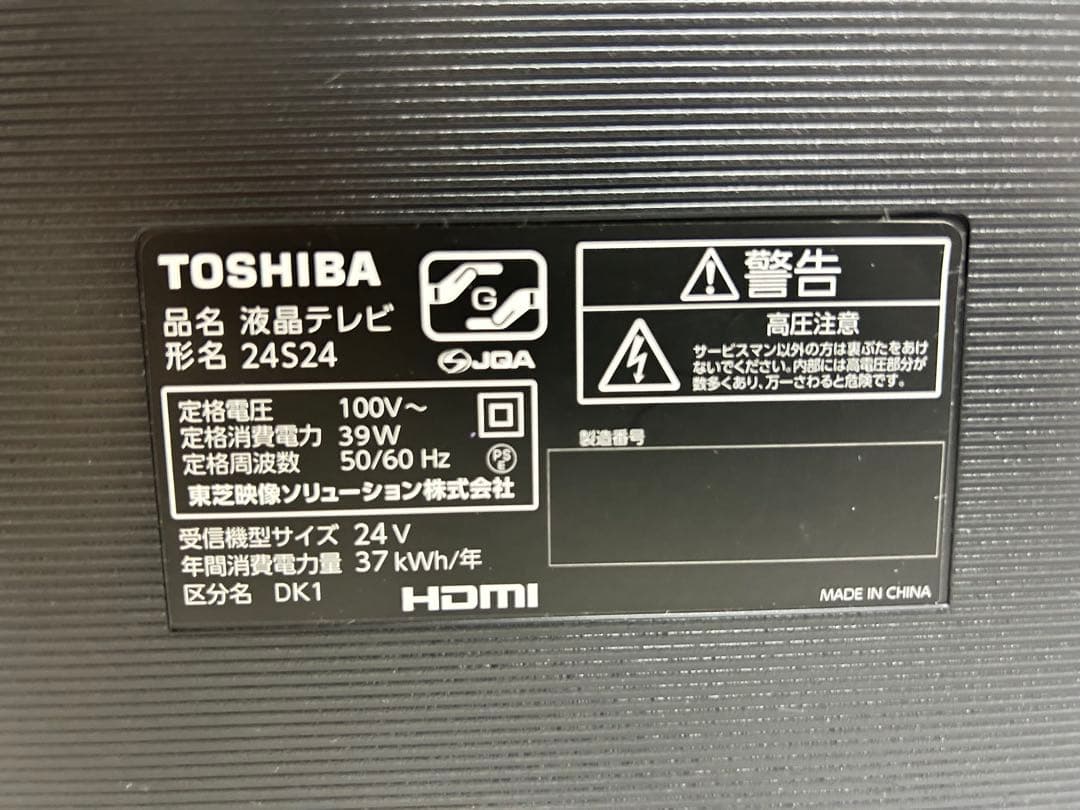 TOSHIBA
品名 液晶テレビ
形名 24S24
G
JQA
定格電圧 100V～
定格消費電力 39W
定格周波数 50/60 Hz
PS
E
東芝映像ソリューション株式会社
受信機型サイズ 24V
年間消費電力量 37kWh/年
区分名 DK1
HDMI
警告
高圧注意
サービスマン以外の方は裏ぶたをあけ
ないでください。内部には高電圧部分が
数多くあり、万一さわると危険です。
製造番号
MADE IN CHINA